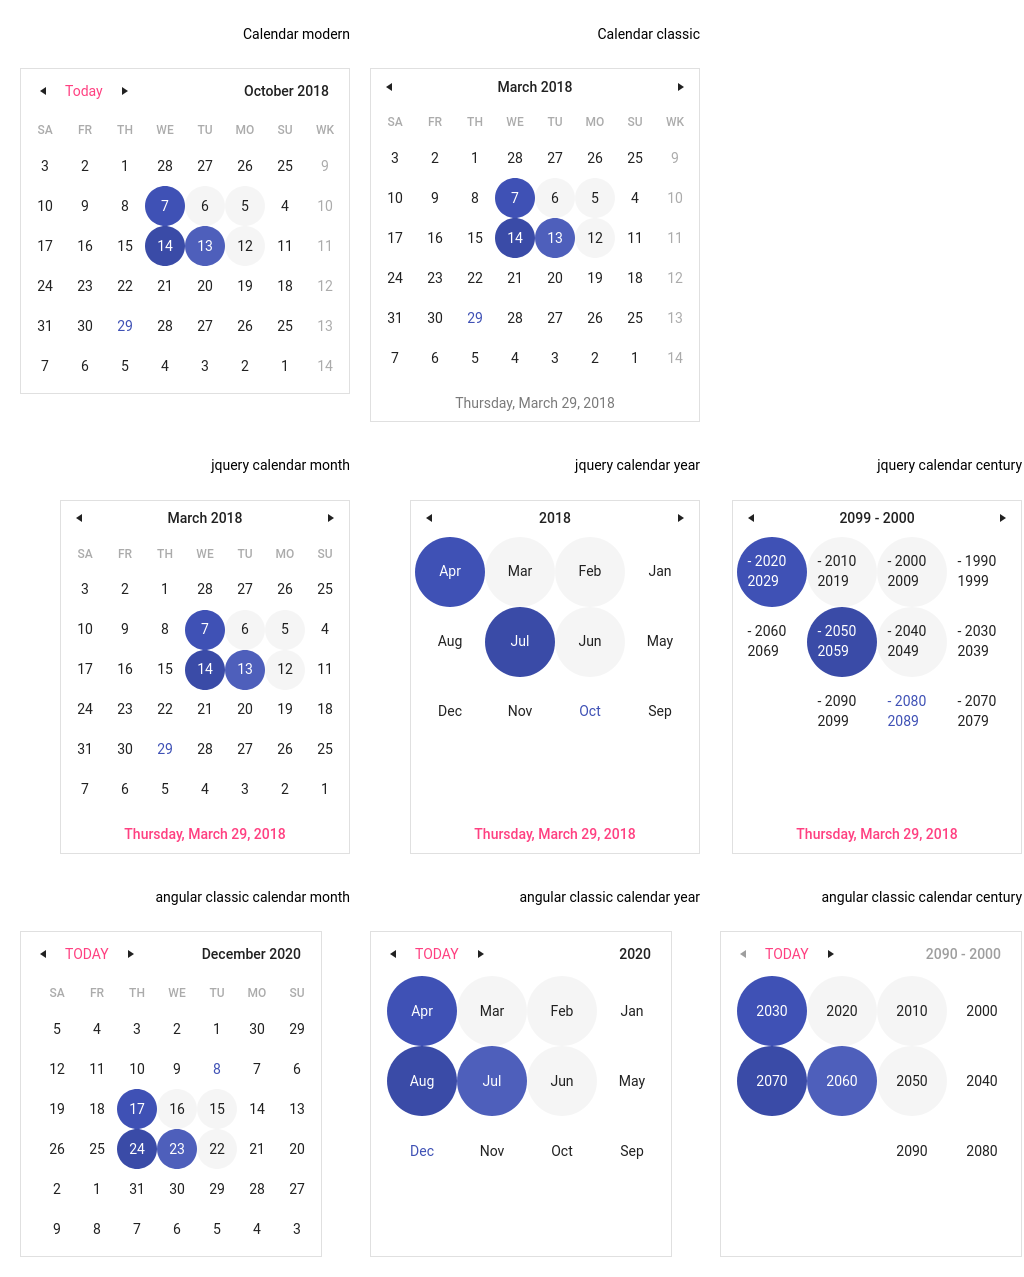 Calendar modern
Today October 2018
SA FR TH WE TU MO SU WK
3 2 1 28 27 26 25 9
10 9 8 7 6 5 4 10
17 16 15 14 13 12 11 11
24 23 22 21 20 19 18 12
31 30 29 28 27 26 25 13
7 6 5 4 3 2 1 14
Calendar classic
March 2018
SA FR TH WE TU MO SU WK
3 2 1 28 27 26 25 9
10 9 8 7 6 5 4 10
17 16 15 14 13 12 11 11
24 23 22 21 20 19 18 12
31 30 29 28 27 26 25 13
7 6 5 4 3 2 1 14
Thursday, March 29, 2018
jquery calendar month
March 2018
SA FR TH WE TU MO SU
3 2 1 28 27 26 25
10 9 8 7 6 5 4
17 16 15 14 13 12 11
24 23 22 21 20 19 18
31 30 29 28 27 26 25
7 6 5 4 3 2 1
Thursday, March 29, 2018
jquery calendar year
2018
Apr Mar Feb Jan
Aug Jul Jun May
Dec Nov Oct Sep
Thursday, March 29, 2018
jquery calendar century
2099 - 2000
- 2020 - 2010 - 2000 - 1990
2029 2019 2009 1999
- 2060 - 2050 - 2040 - 2030
2069 2059 2049 2039
- 2090 - 2080 - 2070
2099 2089 2079
Thursday, March 29, 2018
angular classic calendar month
TODAY December 2020
SA FR TH WE TU MO SU
5 4 3 2 1 30 29
12 11 10 9 8 7 6
19 18 17 16 15 14 13
26 25 24 23 22 21 20
2 1 31 30 29 28 27
9 8 7 6 5 4 3
angular classic calendar year
TODAY 2020
Apr Mar Feb Jan
Aug Jul Jun May
Dec Nov Oct Sep
angular classic calendar century
TODAY 2090 - 2000
2030 2020 2010 2000
2070 2060 2050 2040
2090 2080